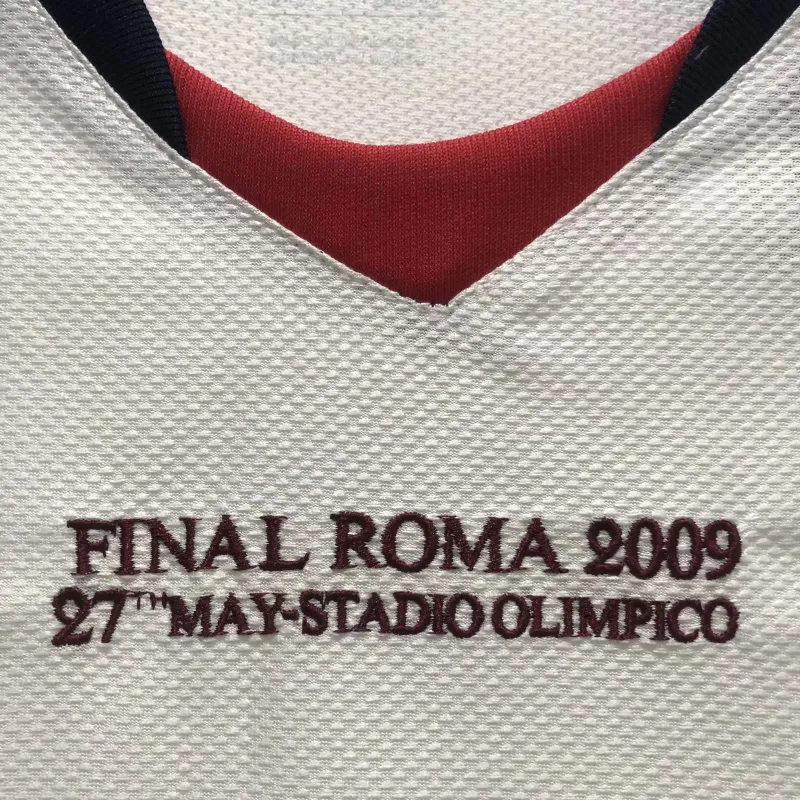 FINAL ROMA 2009
27TH MAY-STADIO OLIMPICO